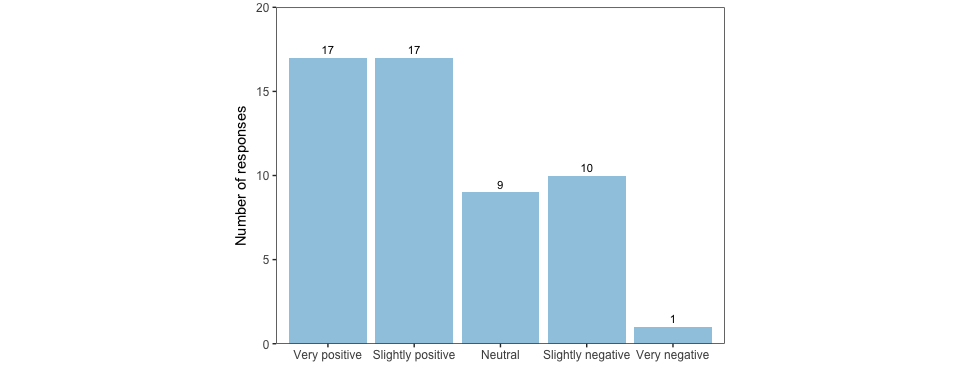 20
17
17
15
Number of responses
10
10
9
5
1
0
Very positive
Slightly positive
Neutral
Slightly negative
Very negative